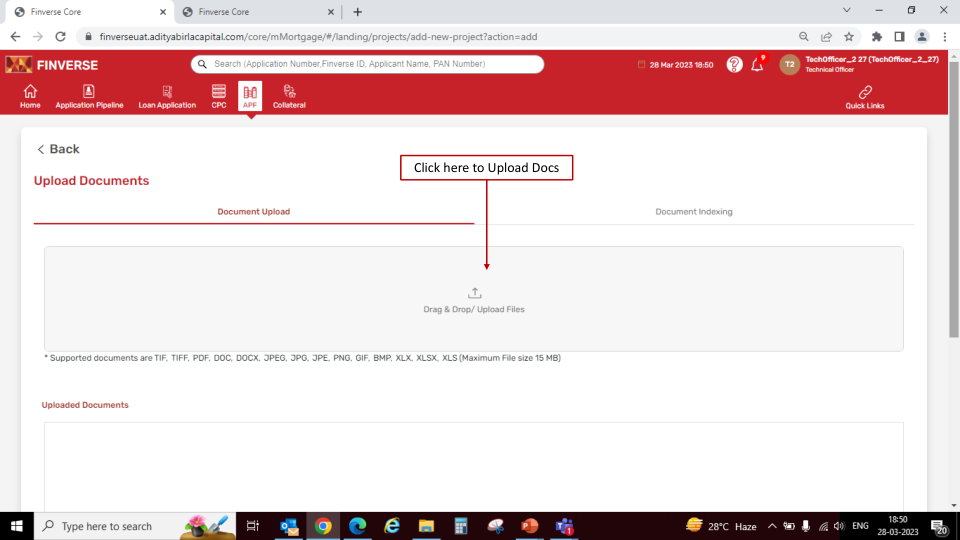 Finverse Core
Finverse Core
finverseuat.adityabirlacapital.com/core/mMortgage/#/landing/projects/add-new-project?action=add
FINVERSE
Search (Application Number,Finverse ID, Applicant Name, PAN Number)
28 Mar 2023 18:50
T2
TechOfficer_2 27 (TechOfficer_2_27)
Technical Officer
Home
Application Pipeline
Loan Application
CPC
APF
Collateral
Quick Links
< Back
Click here to Upload Docs
Upload Documents
Document Upload
Document Indexing
Drag & Drop/ Upload Files
* Supported documents are TIF, TIFF, PDF, DOC, DOCX, JPEG, JPG, JPE, PNG, GIF, BMP, XLX, XLSX, XLS (Maximum File size 15 MB)
Uploaded Documents
Type here to search
28°C Haze
ENG
18:50
28-03-2023
20